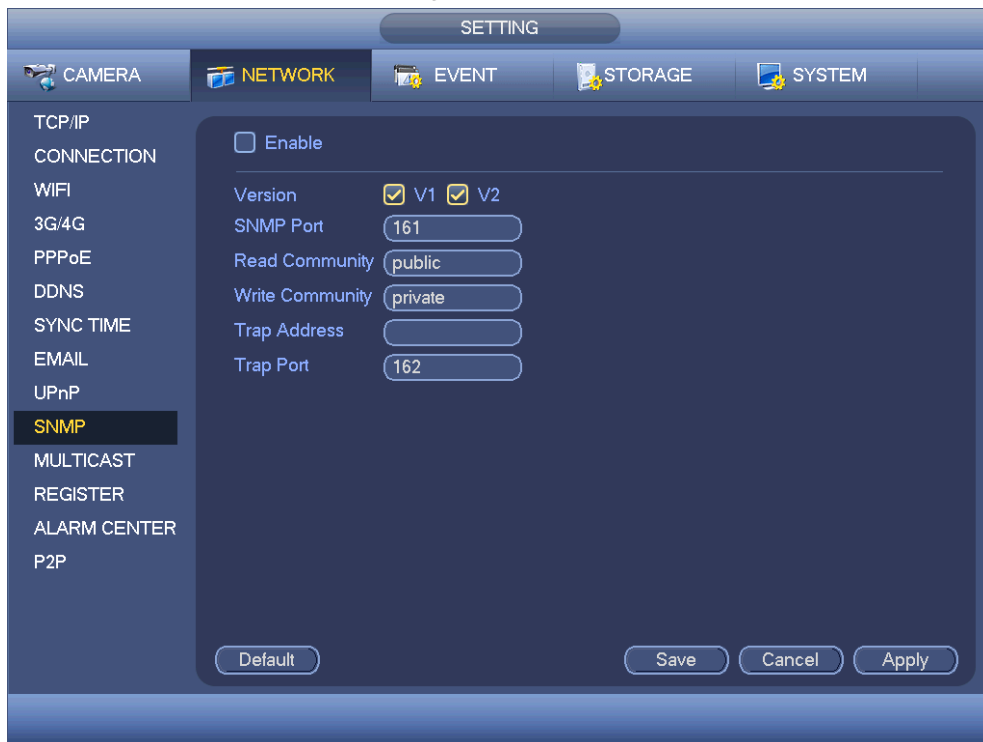 SETTING
CAMERA NETWORK EVENT STORAGE SYSTEM
TCP/IP
CONNECTION
WIFI
3G/4G
PPPoE
DDNS
SYNC TIME
EMAIL
UPnP
SNMP
MULTICAST
REGISTER
ALARM CENTER
P2P
Enable
Version V1 V2
SNMP Port 161
Read Community public
Write Community private
Trap Address
Trap Port 162
Default Save Cancel Apply